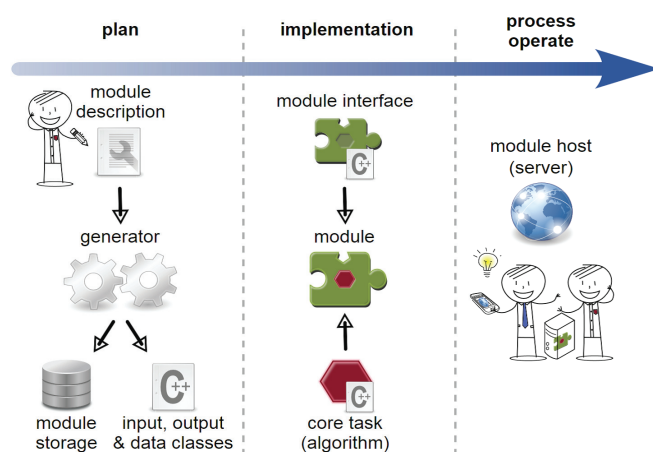 plan
implementation
process
operate
module
description
generator
module
storage
C++
input, output
& data classes
module interface
C++
module
C++
core task
(algorithm)
module host
(server)